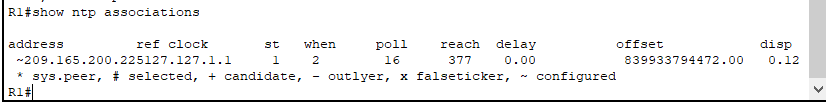 R1#show ntp associations
address ref clock st when poll reach delay offset disp
~209.165.200.225127.127.1.1 1 2 16 377 0.00 839933794472.00 0.12
* sys.peer, # selected, + candidate, - outlyer, x falseticker, ~ configured
R1#